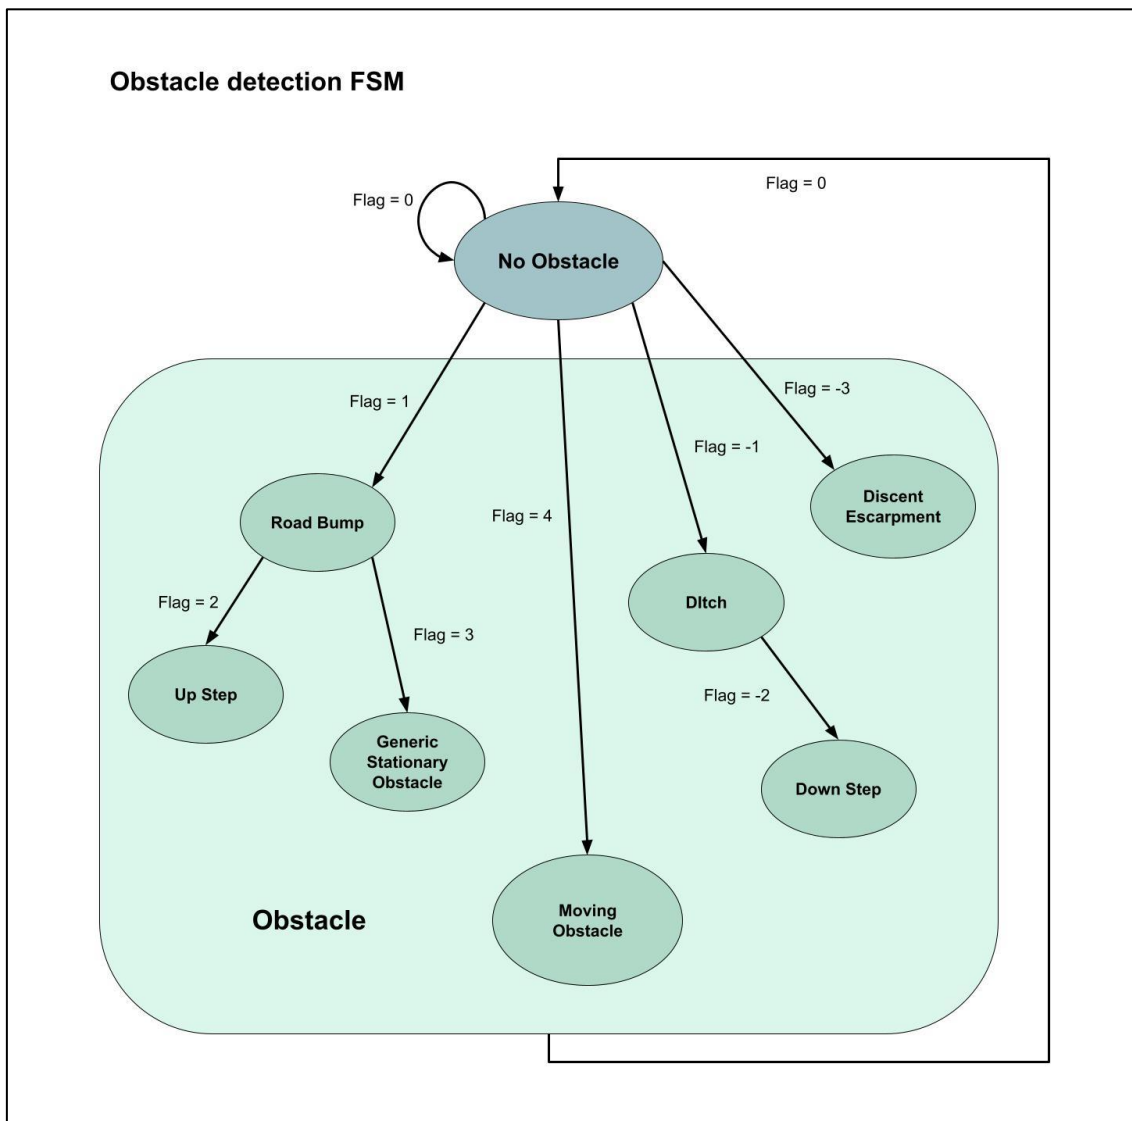 Obstacle detection FSM
Flag = 0
Flag = 0
No Obstacle
Flag = 1
Flag = -3
Flag = -1
Discent
Escarpment
Road Bump
Flag = 4
DItch
Flag = 2
Flag = 3
Up Step
Flag = -2
Generic
Stationary
Obstacle
Down Step
Obstacle
Moving
Obstacle